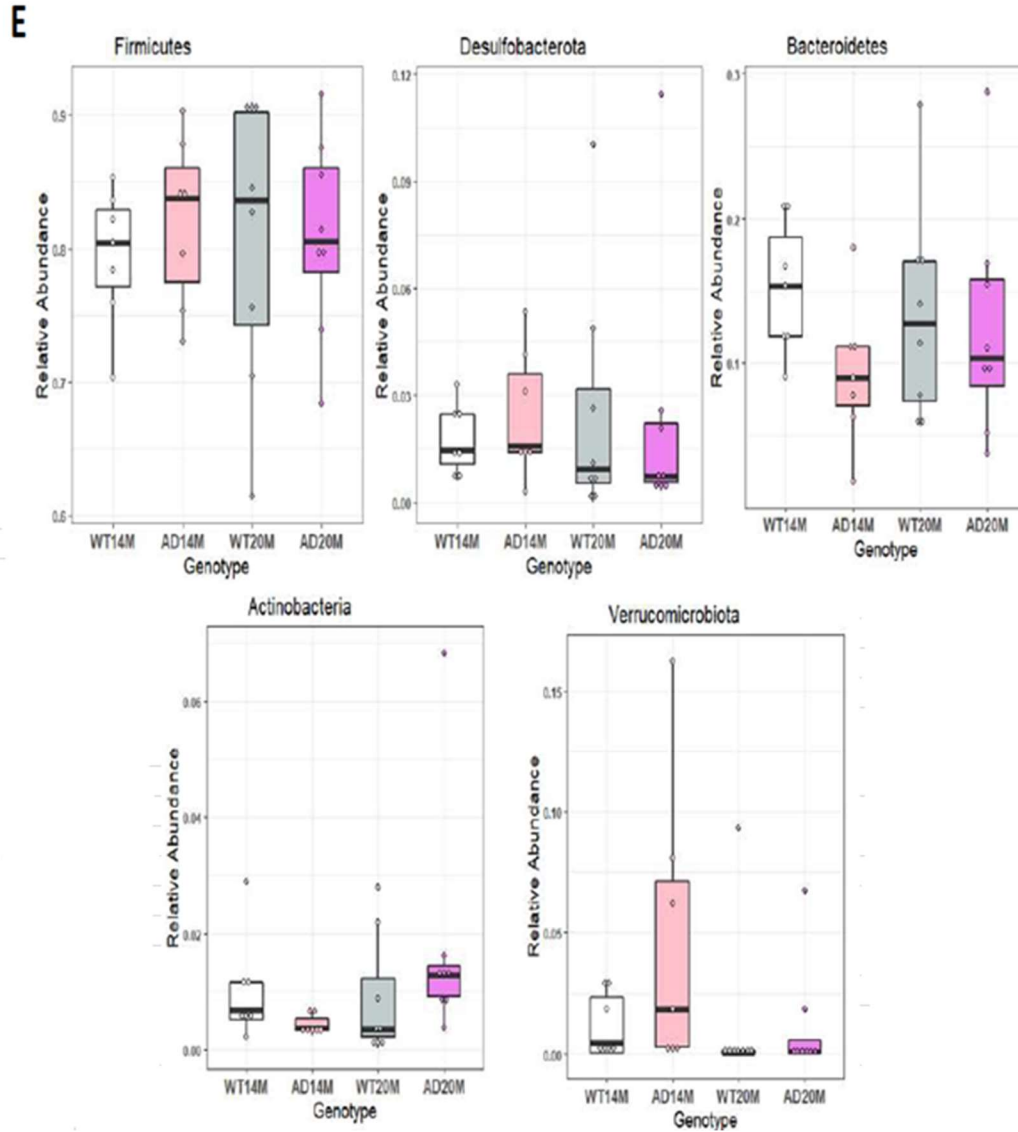 E
Firmicutes
Desulfobacterota
Bacteroidetes
Relative Abundance
0.9
0.8
0.7
0.6
WT14M AD14M WT20M AD20M
Genotype
Relative Abundance
0.12
0.09
0.06
0.03
0.00
WT14M AD14M WT20M AD20M
Genotype
Relative Abundance
0.3
0.2
0.1
WT14M AD14M WT20M AD20M
Genotype
Actinobacteria
Verrucomicrobiota
Relative Abundance
0.06
0.04
0.02
0.00
WT14M AD14M WT20M AD20M
Genotype
Relative Abundance
0.15
0.10
0.05
0.00
WT14M AD14M WT20M AD20M
Genotype